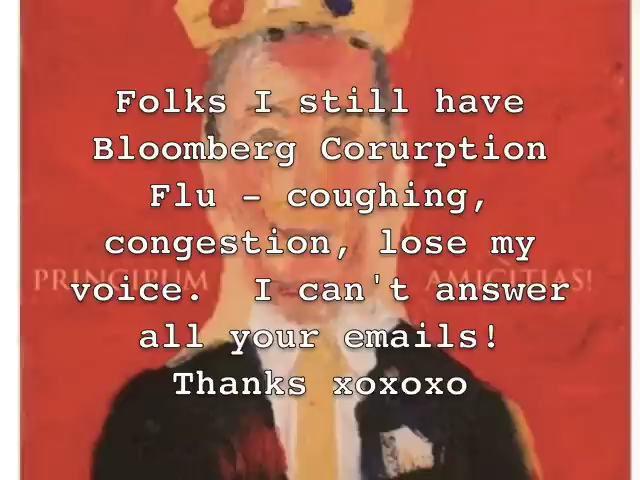 Folks I still have
Bloomberg Corurption
Flu - coughing,
congestion, lose my
PRINCIPUM AMICITIAS!
voice.  I can't answer
all your emails!
Thanks xoxoxo